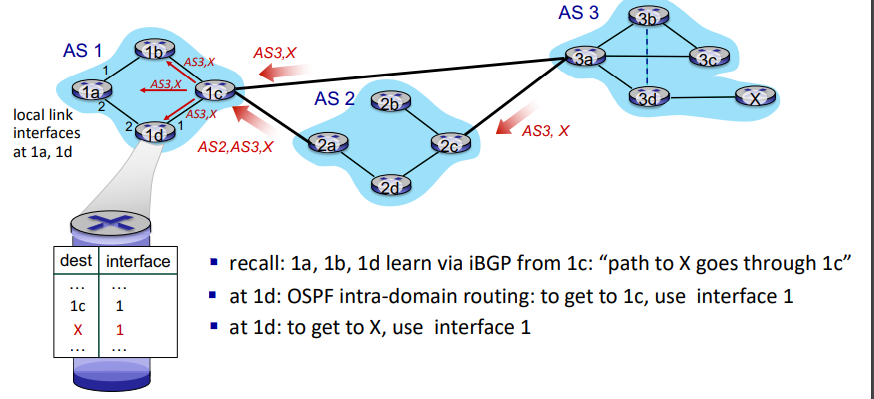 AS 3
3b
AS 1
1b
AS3,X
AS3,X
3a
3c
1
AS3,X
1a
1c
AS 2
2b
3d
X
2
AS3,X
local link
interfaces
at 1a, 1d
2
1d
1
AS2,AS3,X
2a
2c
AS3, X
2d
dest interface
... ...
1c 1
X 1
... ...
▪ recall: 1a, 1b, 1d learn via iBGP from 1c: “path to X goes through 1c”
▪ at 1d: OSPF intra-domain routing: to get to 1c, use interface 1
▪ at 1d: to get to X, use interface 1